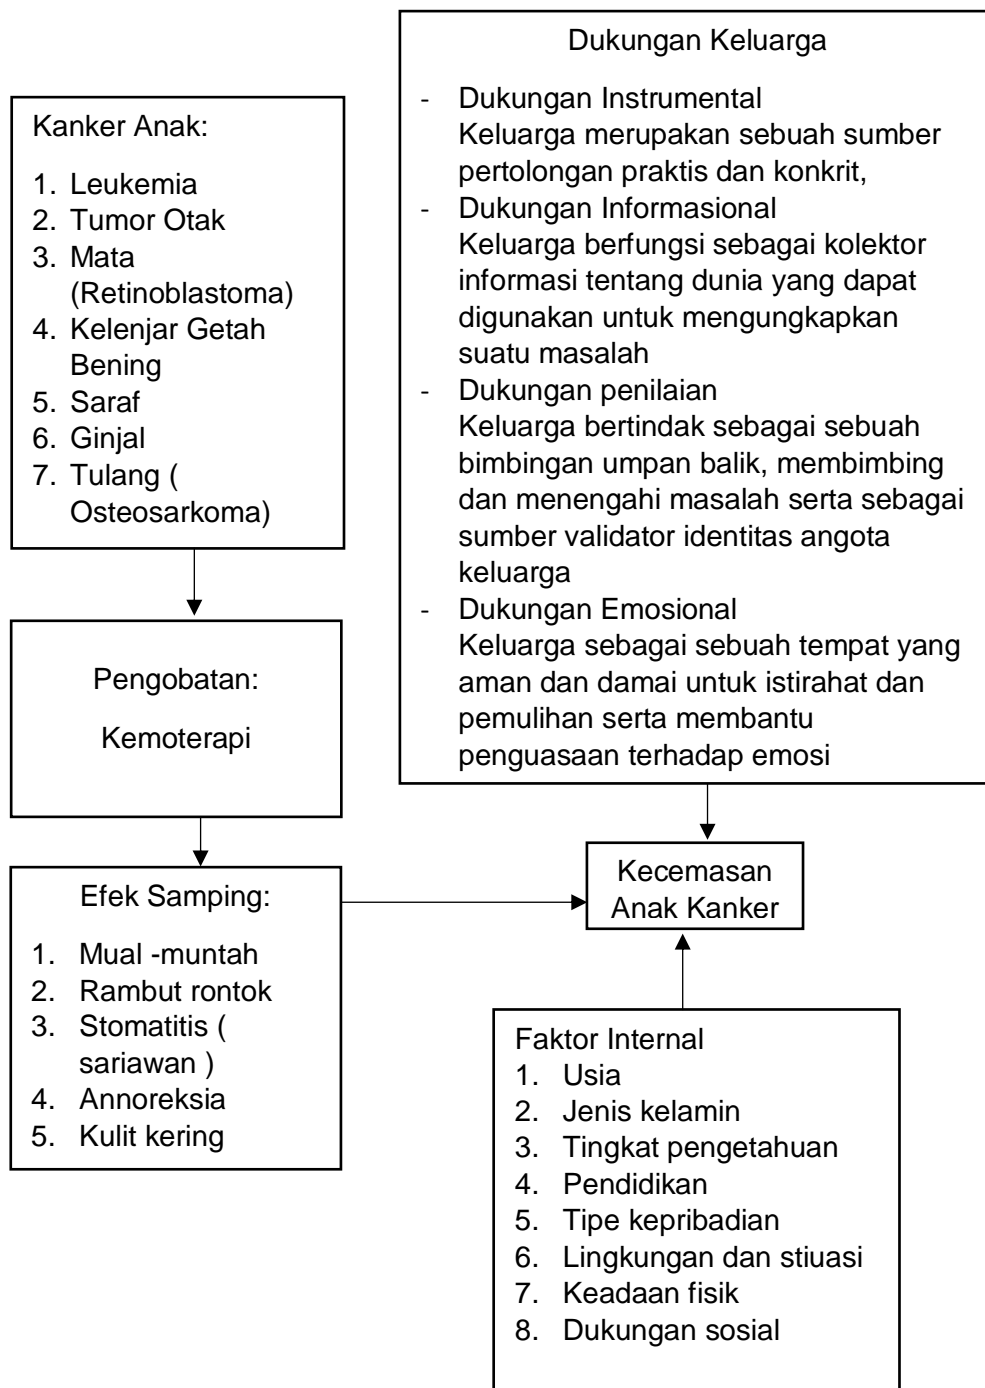 Kanker Anak:
1. Leukemia
2. Tumor Otak
3. Mata
(Retinoblastoma)
4. Kelenjar Getah
Bening
5. Saraf
6. Ginjal
7. Tulang (
Osteosarkoma)
Pengobatan:
Kemoterapi
Efek Samping:
1. Mual -muntah
2. Rambut rontok
3. Stomatitis (
sariawan )
4. Annoreksia
5. Kulit kering
Dukungan Keluarga
- Dukungan Instrumental
Keluarga merupakan sebuah sumber
pertolongan praktis dan konkrit,
- Dukungan Informasional
Keluarga berfungsi sebagai kolektor
informasi tentang dunia yang dapat
digunakan untuk mengungkapkan
suatu masalah
- Dukungan penilaian
Keluarga bertindak sebagai sebuah
bimbingan umpan balik, membimbing
dan menengahi masalah serta sebagai
sumber validator identitas angota
keluarga
- Dukungan Emosional
Keluarga sebagai sebuah tempat yang
aman dan damai untuk istirahat dan
pemulihan serta membantu
penguasaan terhadap emosi
Kecemasan
Anak Kanker
Faktor Internal
1. Usia
2. Jenis kelamin
3. Tingkat pengetahuan
4. Pendidikan
5. Tipe kepribadian
6. Lingkungan dan stiuasi
7. Keadaan fisik
8. Dukungan sosial